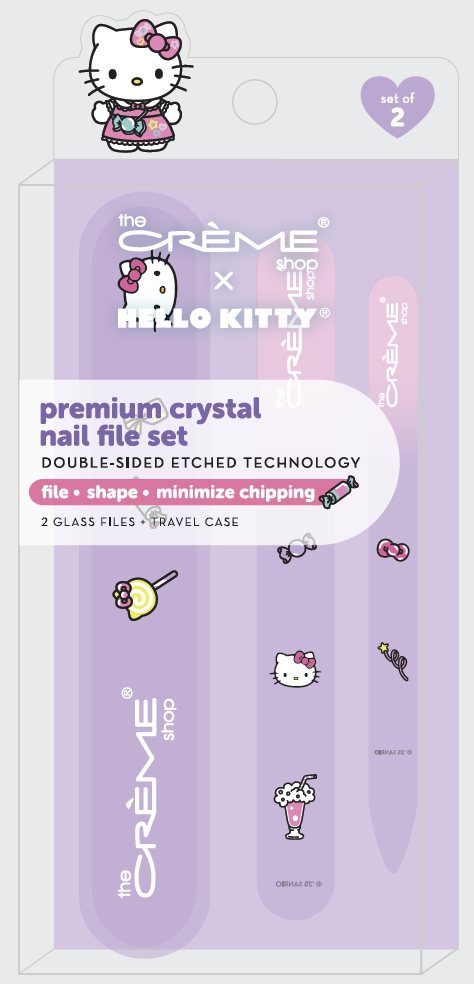 set of
2
the
CRÈME®
shop
×
HELLO KITTY®
the CRÈME® shop
the CRÈME® shop
premium crystal
nail file set
DOUBLE-SIDED ETCHED TECHNOLOGY
file • shape • minimize chipping
2 GLASS FILES + TRAVEL CASE
the CRÈME® shop
© '25 SANRIO
© '25 SANRIO